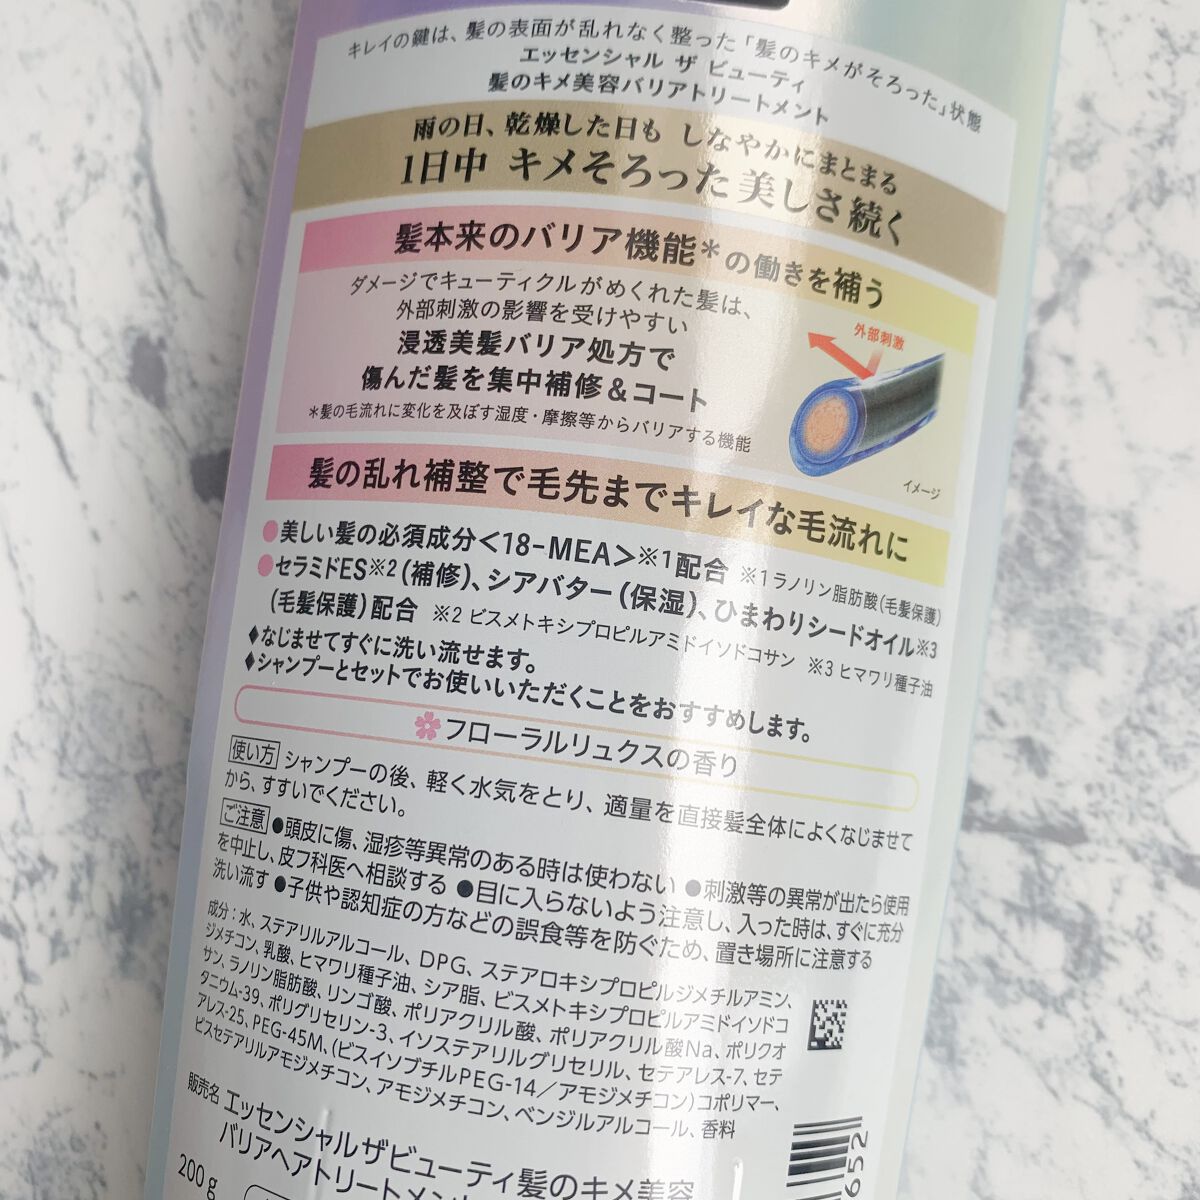 キレイの鍵は、髪の表面が乱れなく整った「髪のキメがそろった」状態
エッセンシャル ザ ビューティ
髪のキメ美容バリアトリートメント
雨の日、乾燥した日も しなやかにまとまる
1日中 キメそろった美しさ続く
髪本来のバリア機能＊の働きを補う
ダメージでキューティクルがめくれた髪は、
外部刺激の影響を受けやすい
浸透美髪バリア処方で
傷んだ髪を集中補修＆コート
＊髪の毛流れに変化を及ぼす湿度・摩擦等からバリアする機能
外部刺激
イメージ
髪の乱れ補整で毛先までキレイな毛流れに
●美しい髪の必須成分＜18-MEA＞※1配合 ※1ラノリン脂肪酸(毛髪保護)
●セラミドES※2(補修)、シアバター(保湿)、ひまわりシードオイル※3
(毛髪保護)配合 ※2 ビスメトキシプロピルアミドイソドコサン ※3 ヒマワリ種子油
♦なじませてすぐに洗い流せます。
♦シャンプーとセットでお使いいただくことをおすすめします。
フローラルリュクスの香り
使い方 シャンプーの後、軽く水気をとり、適量を直接髪全体によくなじませて
から、すすいでください。
ご注意 ●頭皮に傷、湿疹等異常のある時は使わない ●刺激等の異常が出たら使用
を中止し、皮フ科医へ相談する ●目に入らないよう注意し、入った時は、すぐに充分
洗い流す ●子供や認知症の方などの誤食等を防ぐため、置き場所に注意する
成分：水、ステアリルアルコール、DPG、ステアロキシプロピルジメチルアミン、
ジメチコン、乳酸、ヒマワリ種子油、シア脂、ビスメトキシプロピルアミドイソドコ
サン、ラノリン脂肪酸、リンゴ酸、ポリアクリル酸、ポリアクリル酸Na、ポリクオ
タニウム-39、ポリグリセリン-3、イソステアリルグリセリル、セテアレス-7、セテ
アレス-25、PEG-45M、(ビスイソブチルPEG-14／アモジメチコン)コポリマー、
ビスセテアリルアモジメチコン、アモジメチコン、ベンジルアルコール、香料
販売名 エッセンシャルザビューティ髪のキメ美容
バリアヘアトリートメント
200g
652